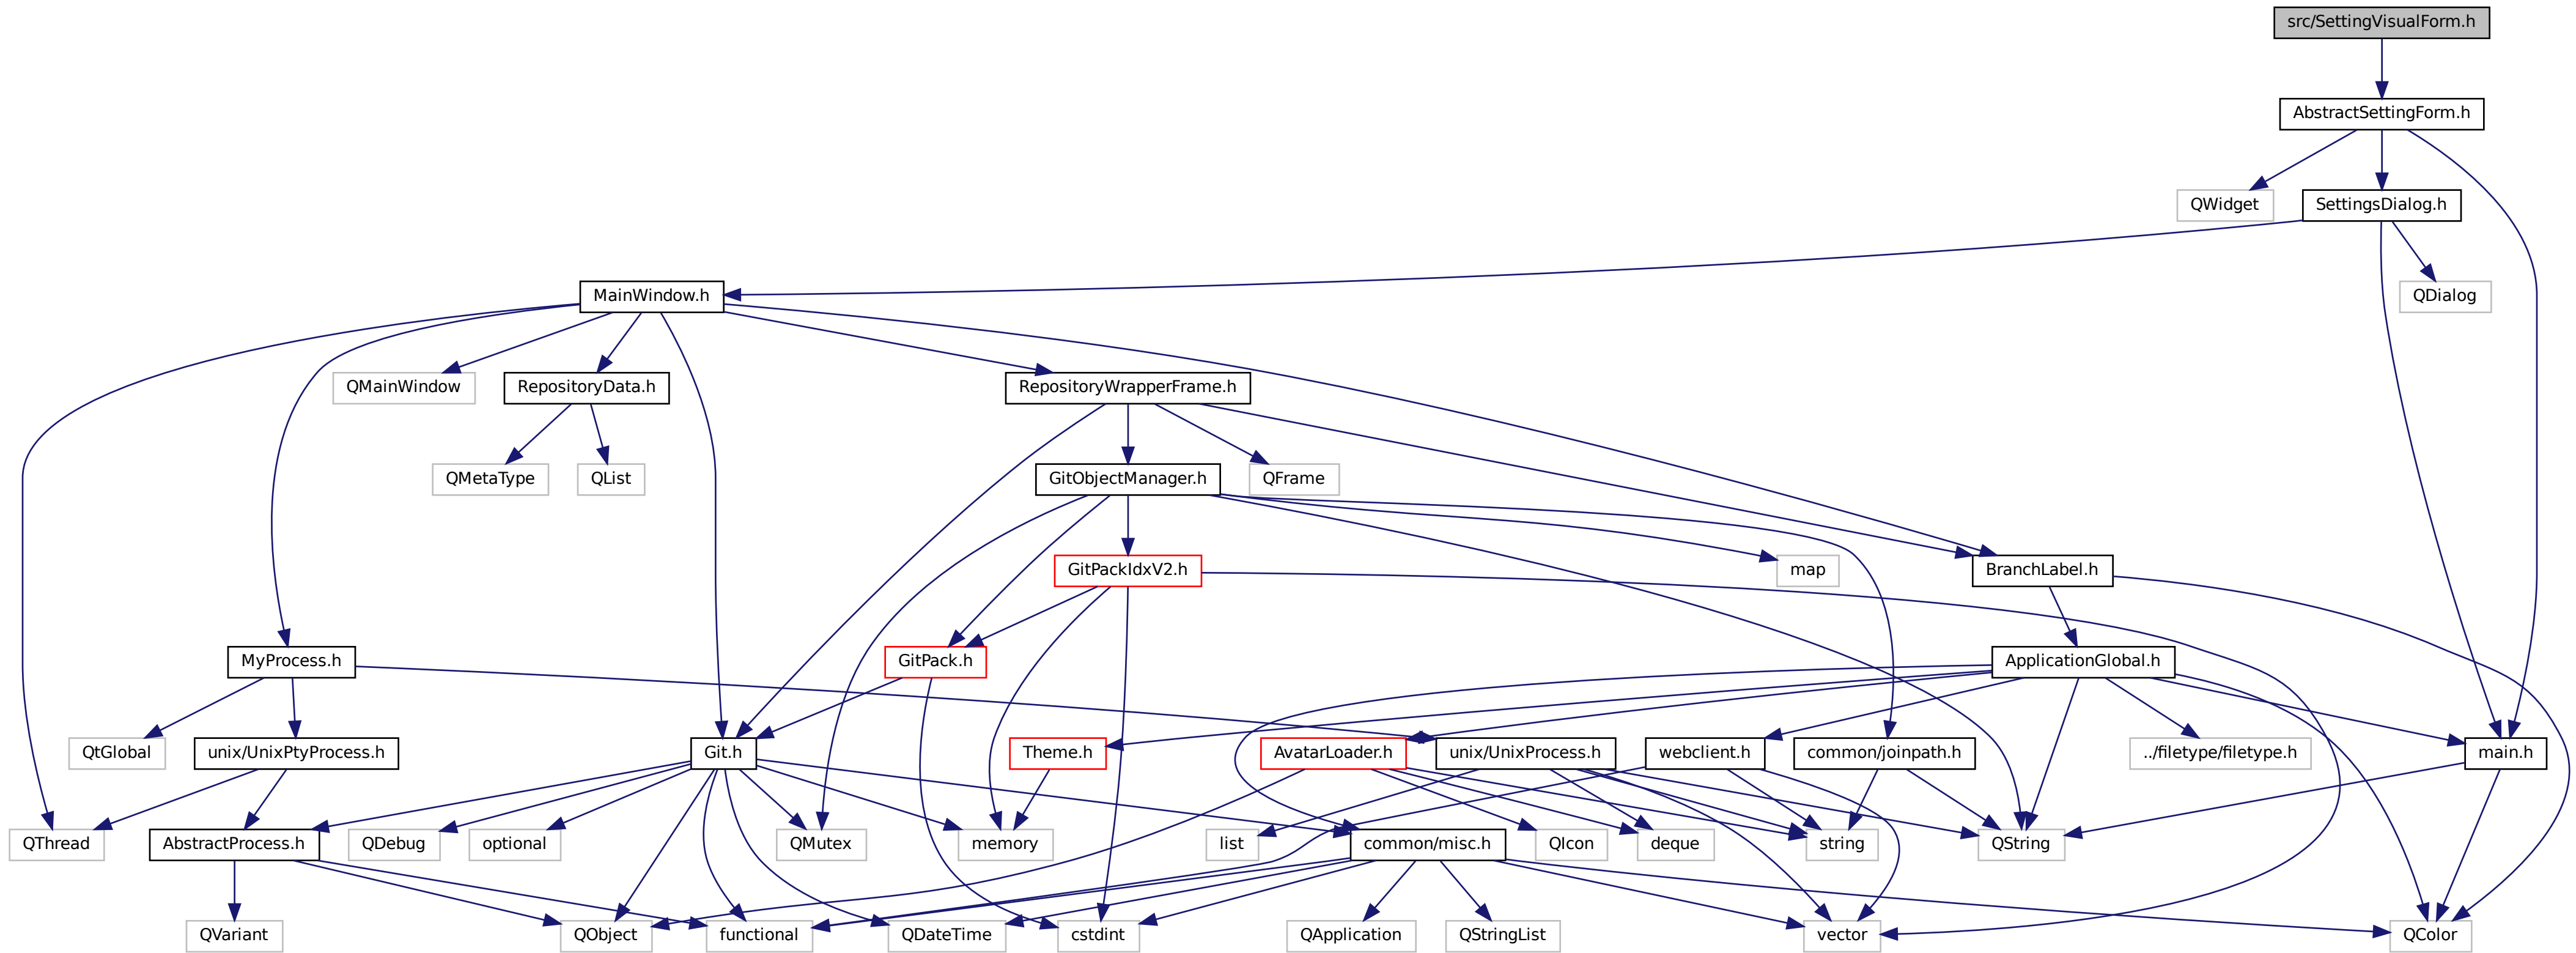 src/SettingVisualForm.h
AbstractSettingForm.h
QWidget
SettingsDialog.h
MainWindow.h
QDialog
QMainWindow
RepositoryData.h
RepositoryWrapperFrame.h
QMetaType
QList
GitObjectManager.h
QFrame
GitPackIdxV2.h
map
BranchLabel.h
MyProcess.h
GitPack.h
ApplicationGlobal.h
QtGlobal
unix/UnixPtyProcess.h
Git.h
Theme.h
AvatarLoader.h
unix/UnixProcess.h
webclient.h
common/joinpath.h
../filetype/filetype.h
main.h
QThread
AbstractProcess.h
QDebug
optional
QMutex
memory
list
common/misc.h
QIcon
deque
string
QString
QVariant
QObject
functional
QDateTime
cstdint
QApplication
QStringList
vector
QColor